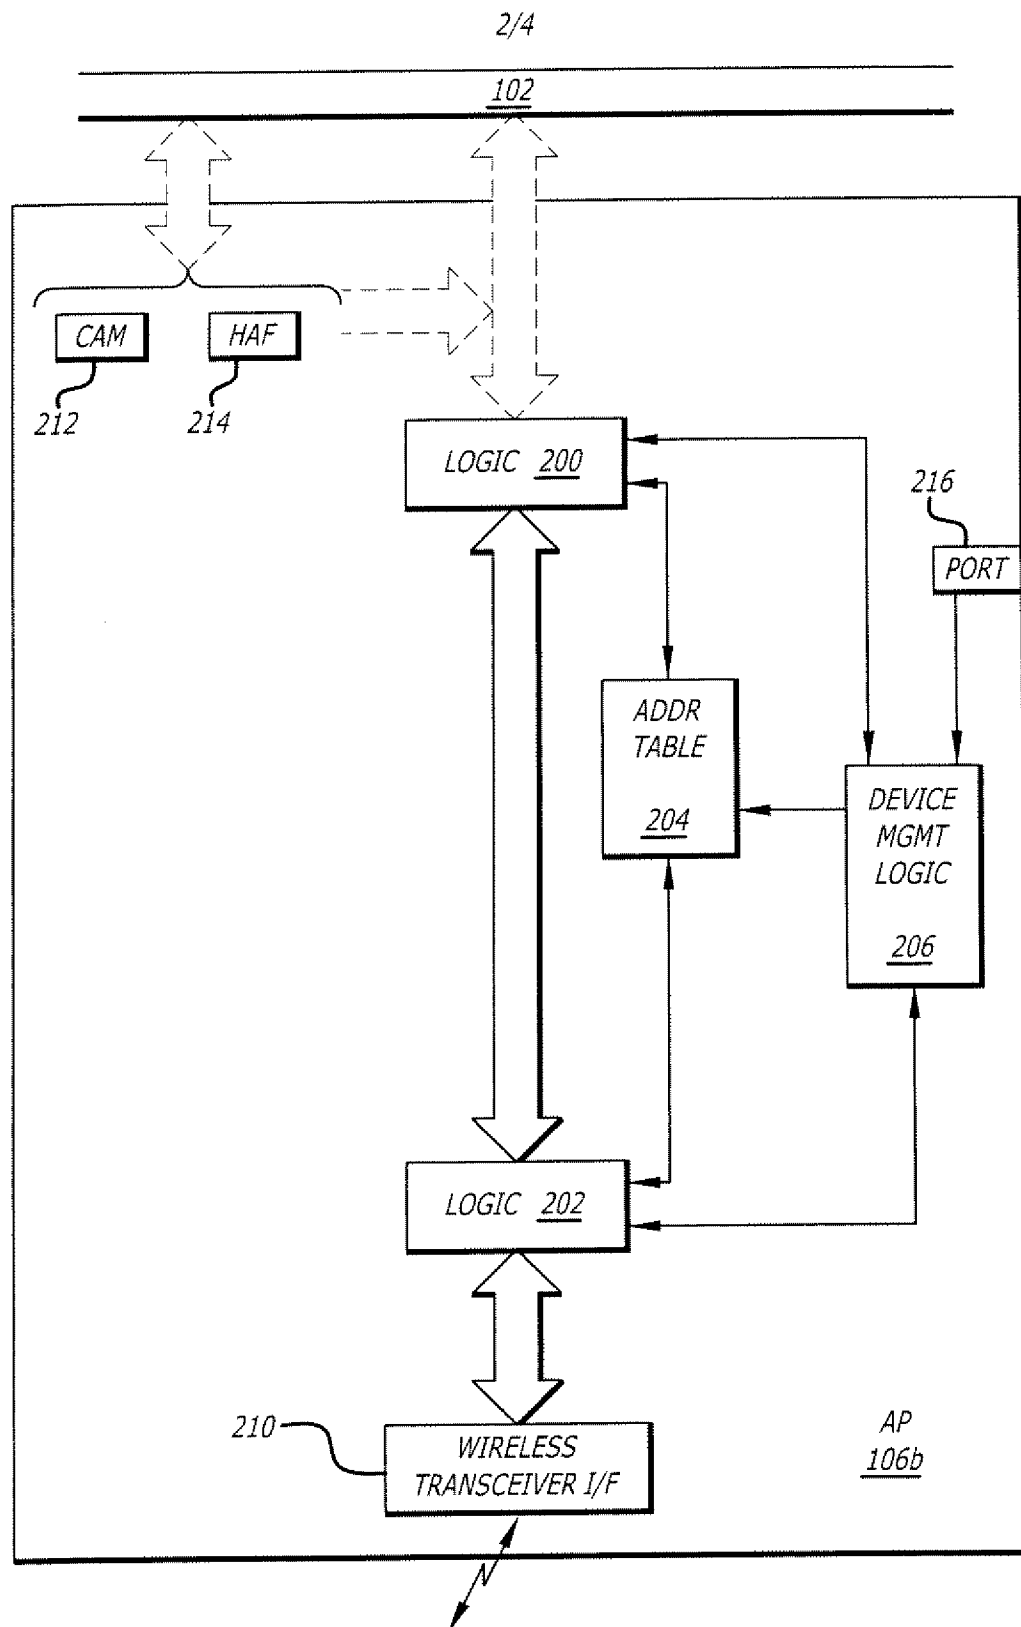 2/4
102
CAM
HAF
212
214
LOGIC 200
216
PORT
ADDR
TABLE
204
DEVICE
MGMT
LOGIC
206
LOGIC 202
210
WIRELESS
TRANSCEIVER I/F
AP
106b
N